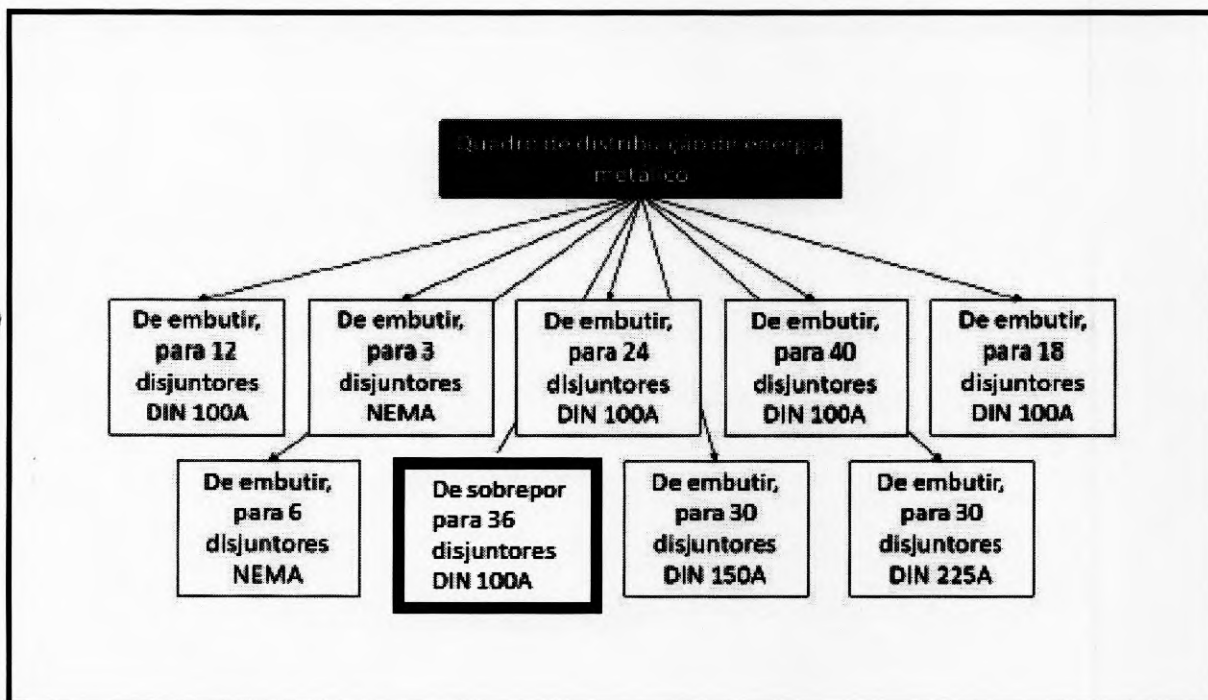 Quadro de distribuição de energia
metálico
De embutir,
para 12
disjuntores
DIN 100A
De embutir,
para 3
disjuntores
NEMA
De embutir,
para 24
disjuntores
DIN 100A
De embutir,
para 40
disjuntores
DIN 100A
De embutir,
para 18
disjuntores
DIN 100A
De embutir,
para 6
disjuntores
NEMA
De sobrepor
para 36
disjuntores
DIN 100A
De embutir,
para 30
disjuntores
DIN 150A
De embutir,
para 30
disjuntores
DIN 225A